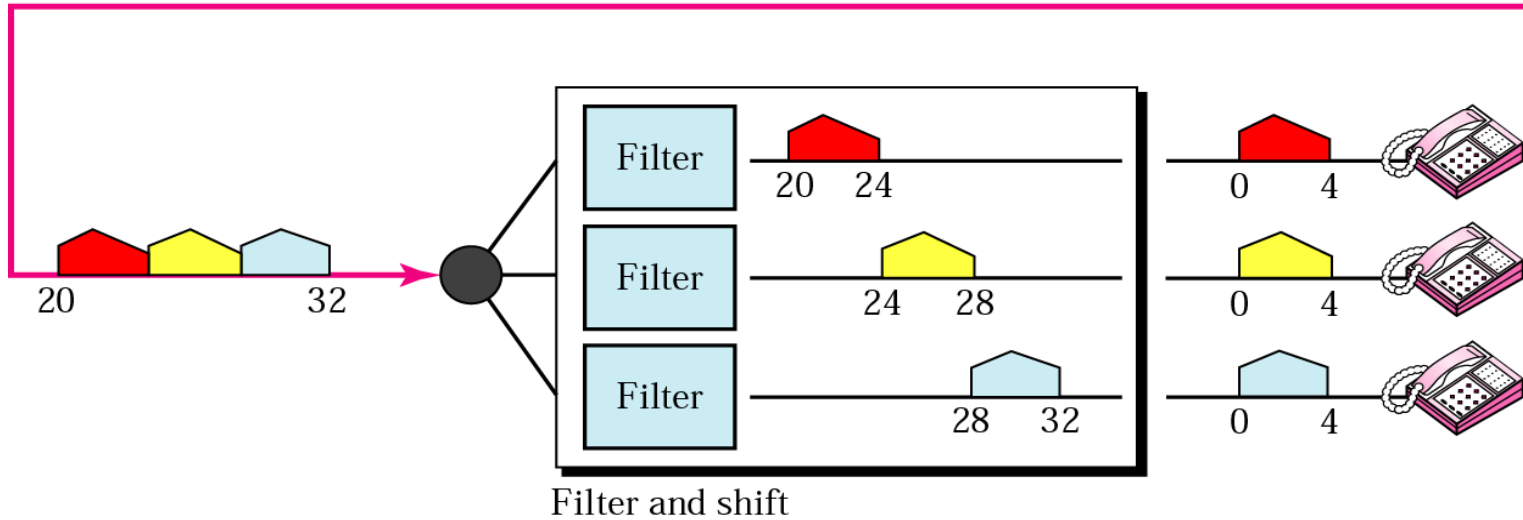 Filter
20 24
0 4
20 32
Filter
24 28
0 4
Filter
28 32
0 4
Filter and shift